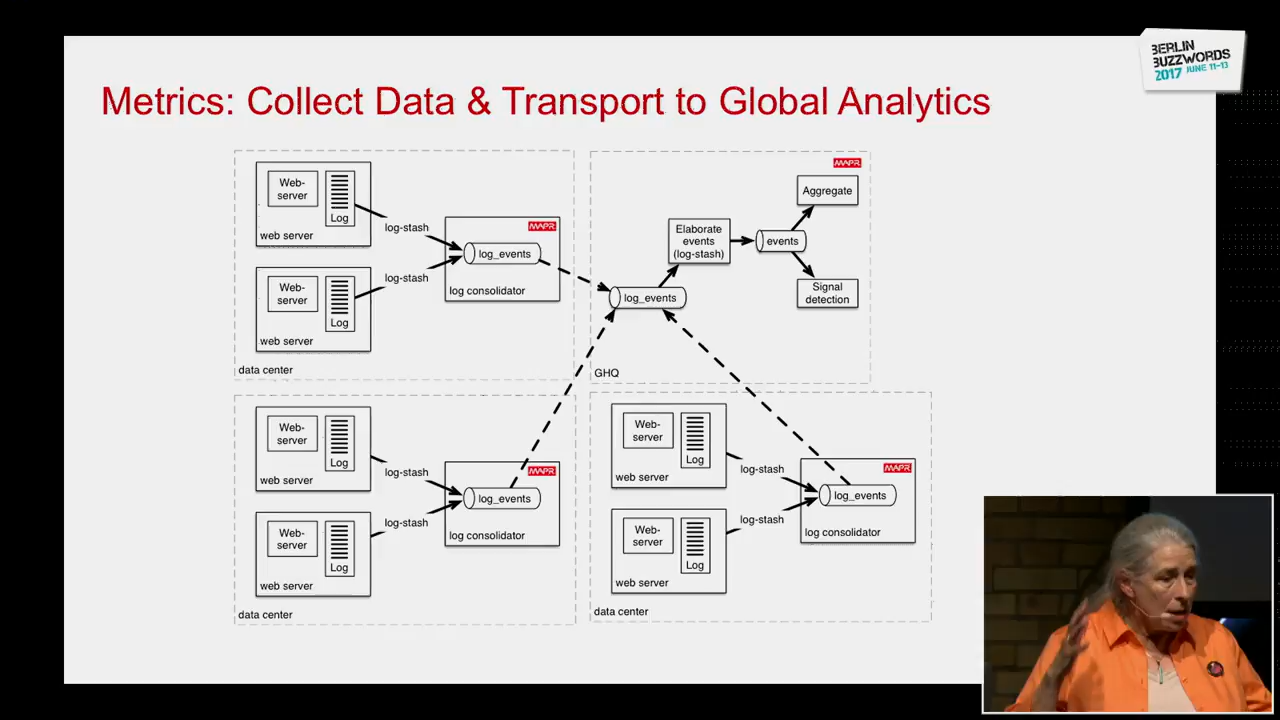 BERLIN
BUZZWORDS
2017 JUNE 11-13
Metrics: Collect Data & Transport to Global Analytics
Web-
server
Log
web server
log-stash
Web-
server
Log
web server
log-stash
MAPR
log_events
log consolidator
data center
MAPR
log_events
Elaborate
events
(log-stash)
events
Aggregate
Signal
detection
GHQ
Web-
server
Log
web server
log-stash
Web-
server
Log
web server
log-stash
MAPR
log_events
log consolidator
data center
Web-
server
Log
web server
log-stash
Web-
server
Log
web server
log-stash
MAPR
log_events
log consolidator
data center